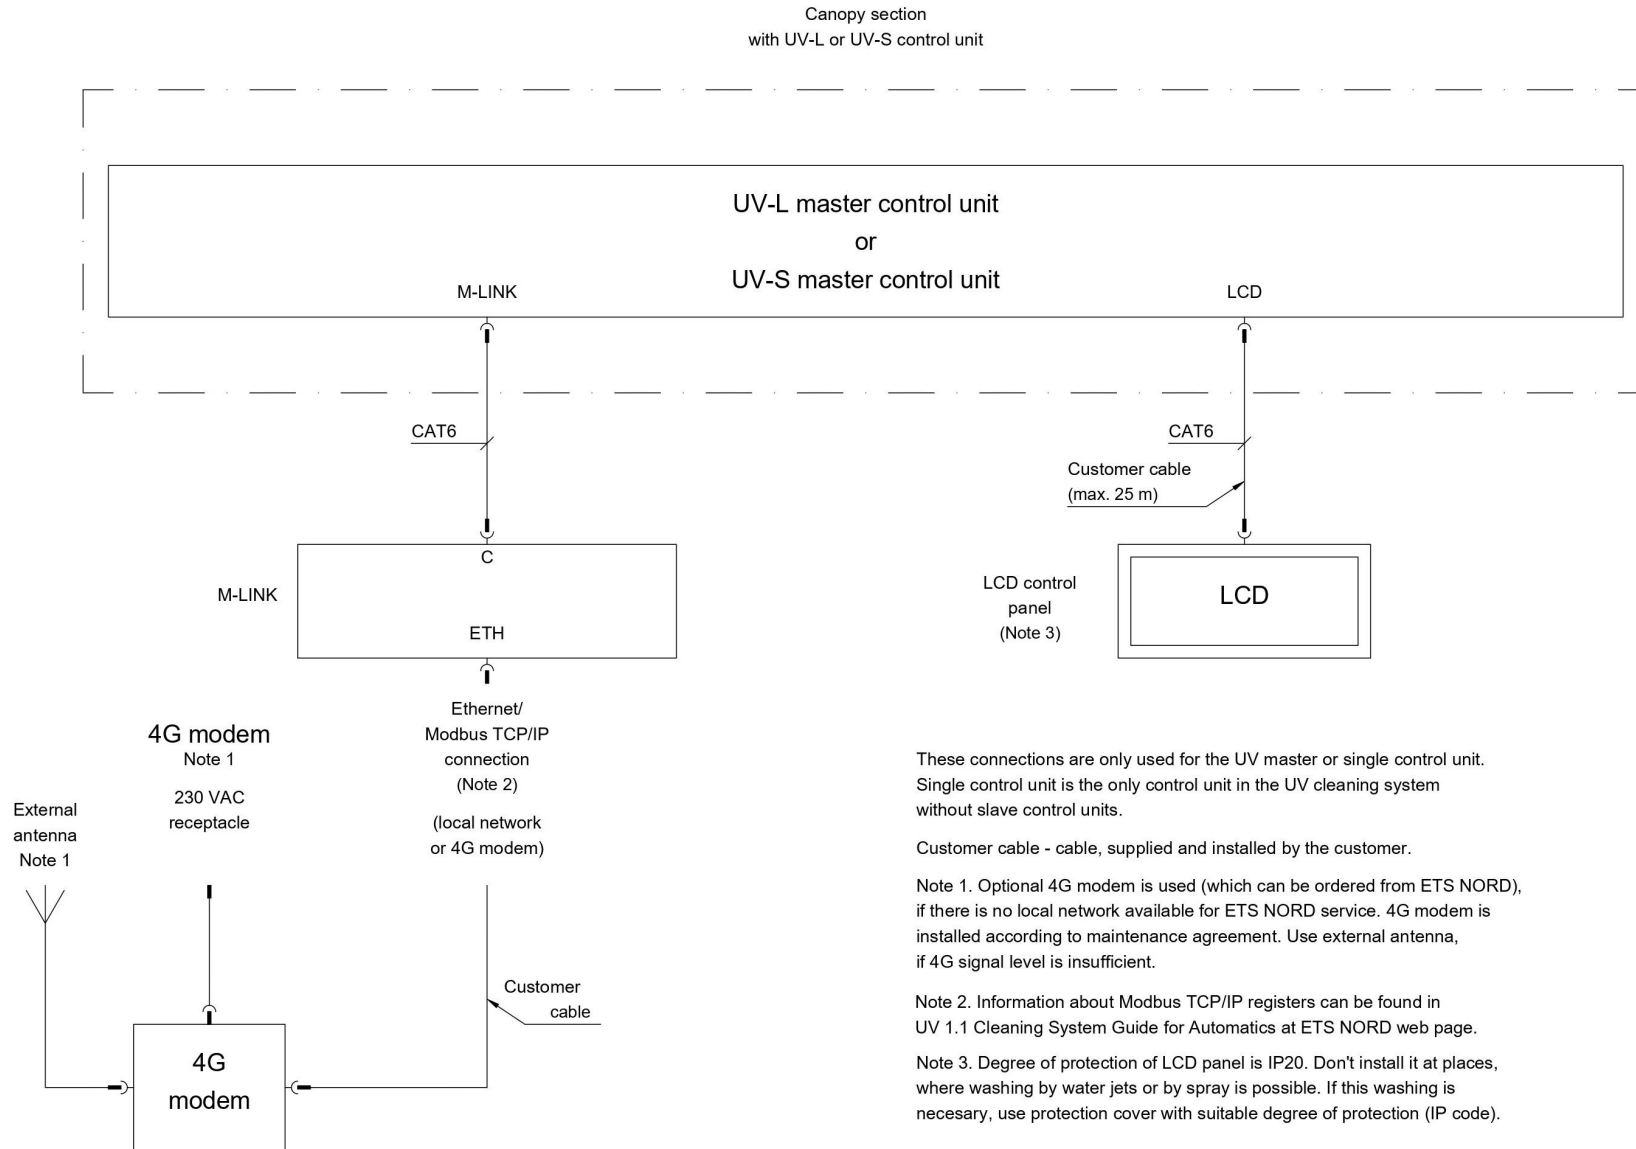 Canopy section
with UV-L or UV-S control unit
UV-L master control unit
or
UV-S master control unit
M-LINK
LCD
CAT6
CAT6
Customer cable
(max. 25 m)
C
M-LINK
ETH
LCD control
panel
(Note 3)
LCD
Ethernet/
Modbus TCP/IP
connection
(Note 2)
(local network
or 4G modem)
4G modem
Note 1
230 VAC
receptacle
External
antenna
Note 1
Customer
cable
4G
modem
These connections are only used for the UV master or single control unit.
Single control unit is the only control unit in the UV cleaning system
without slave control units.
Customer cable - cable, supplied and installed by the customer.
Note 1. Optional 4G modem is used (which can be ordered from ETS NORD),
if there is no local network available for ETS NORD service. 4G modem is
installed according to maintenance agreement. Use external antenna,
if 4G signal level is insufficient.
Note 2. Information about Modbus TCP/IP registers can be found in
UV 1.1 Cleaning System Guide for Automatics at ETS NORD web page.
Note 3. Degree of protection of LCD panel is IP20. Don't install it at places,
where washing by water jets or by spray is possible. If this washing is
necesary, use protection cover with suitable degree of protection (IP code).